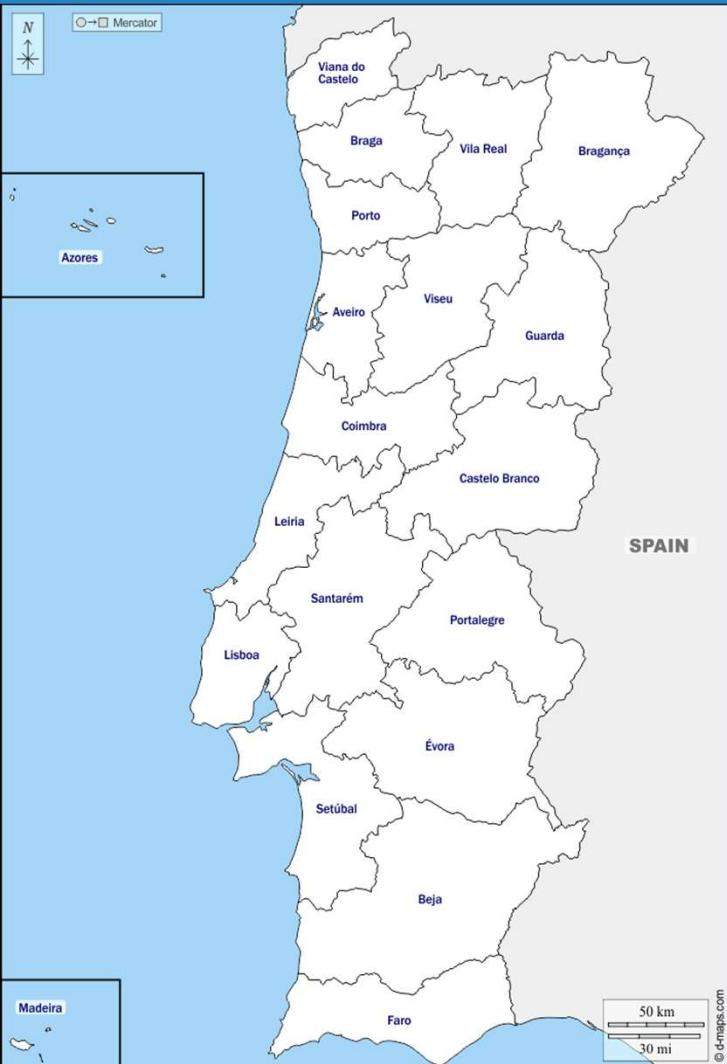 N
Mercator
Viana do
Castelo
Braga
Vila Real
Bragança
Porto
Azores
Aveiro
Viseu
Guarda
Coimbra
Castelo Branco
Leiria
SPAIN
Santarém
Portalegre
Lisboa
Évora
Setúbal
Beja
Madeira
Faro
50 km
30 mi
d-maps.com